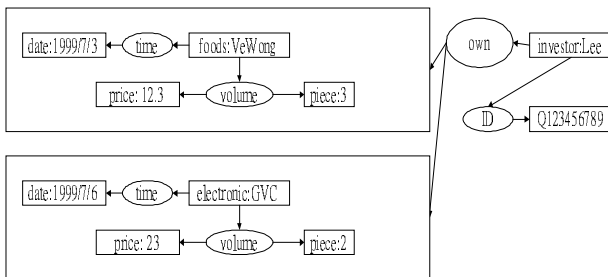 date:1999/7/3 time foods:VeWong
price: 12.3 volume piece:3
own investor:Lee
ID Q123456789
date:1999/7/6 time electronic:GVC
price: 23 volume piece:2